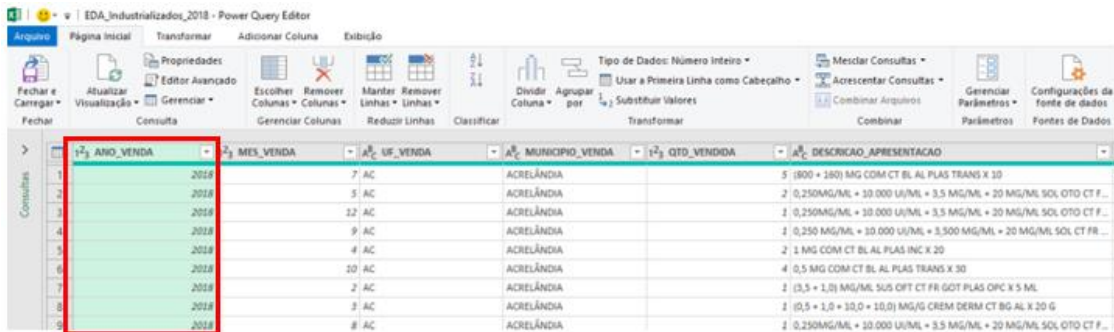 EDA_Industrializados_2018 - Power Query Editor
Arquivo Página Inicial Transformar Adicionar Coluna Exibição
Fechar e Carregar
Atualizar Visualização
Propriedades
Editor Avançado
Gerenciar
Escolher Colunas
Remover Colunas
Manter Linhas
Remover Linhas
Dividir Coluna
Agrupar por
Tipo de Dados: Número Inteiro
Usar a Primeira Linha como Cabeçalho
Substituir Valores
Mesclar Consultas
Acrescentar Consultas
Combinar Arquivos
Gerenciar Parâmetros
Configurações da fonte de dados
Fechar Consulta Gerenciar Colunas Reduzir Linhas Classificar Transformar Combinar Parâmetros Fontes de Dados
Consultas
ANO_VENDA MES_VENDA UF_VENDA MUNICIPIO_VENDA QTD_VENDIDA DESCRICAO_APRESENTACAO
1 2018 7 AC ACRELÂNDIA 5 (800 + 160) MG COM CT BL AL PLAS TRANS X 10
2 2018 5 AC ACRELÂNDIA 2 0,250MG/ML + 10.000 UI/ML + 3,5 MG/ML + 20 MG/ML SOL OTO CT F...
3 2018 12 AC ACRELÂNDIA 1 0,250MG/ML + 10.000 UI/ML + 3,5 MG/ML + 20 MG/ML SOL OTO CT F...
4 2018 9 AC ACRELÂNDIA 1 0,250 MG/ML + 10.000 UI/ML + 3,500 MG/ML + 20 MG/ML SOL CT FR ...
5 2018 4 AC ACRELÂNDIA 2 1 MG COM CT BL AL PLAS INC X 20
6 2018 10 AC ACRELÂNDIA 4 0,5 MG COM CT BL AL PLAS TRANS X 30
7 2018 2 AC ACRELÂNDIA 1 (3,5 + 1,0) MG/ML SUS OFT CT FR GOT PLAS OPC X 5 ML
8 2018 3 AC ACRELÂNDIA 1 (0,5 + 1,0 + 10,0 + 10,0) MG/G CREM DERM CT BG AL X 20 G
9 2018 8 AC ACRELÂNDIA 1 0,250MG/ML + 10.000 UI/ML + 3,5 MG/ML + 20 MG/ML SOL OTO CT F...